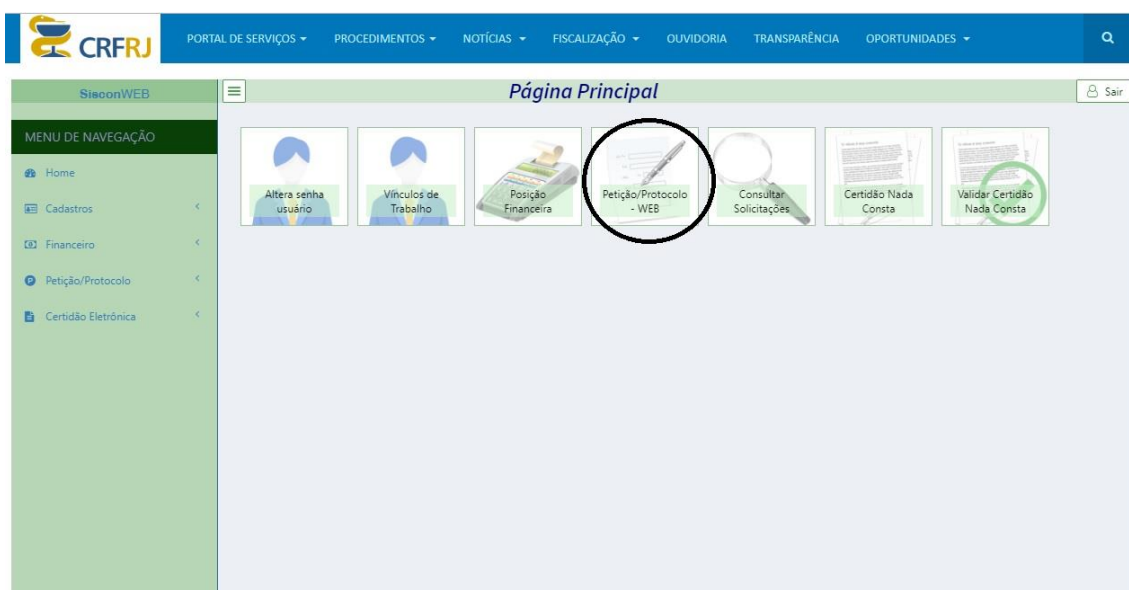 CRFRJ
PORTAL DE SERVIÇOS
PROCEDIMENTOS
NOTÍCIAS
FISCALIZAÇÃO
OUVIDORIA
TRANSPARÊNCIA
OPORTUNIDADES
SisconWEB
Página Principal
Sair
MENU DE NAVEGAÇÃO
Home
Cadastros
Financeiro
Petição/Protocolo
Certidão Eletrônica
Altera senha
usuário
Vínculos de
Trabalho
Posição
Financeira
Petição/Protocolo
- WEB
Consultar
Solicitações
Certidão Nada
Consta
Validar Certidão
Nada Consta